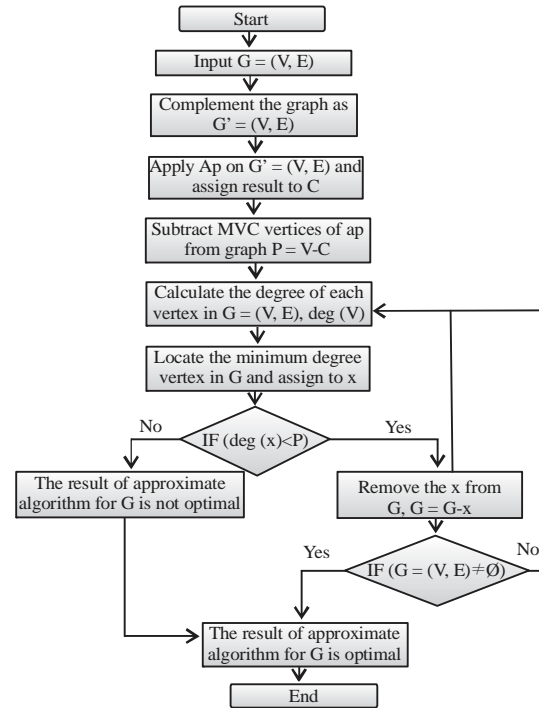 Start
Input G = (V, E)
Complement the graph as
G' = (V, E)
Apply Ap on G' = (V, E) and
assign result to C
Subtract MVC vertices of ap
from graph P = V-C
Calculate the degree of each
vertex in G = (V, E), deg (V)
Locate the minimum degree
vertex in G and assign to x
IF (deg (x)<P)
No
Yes
The result of approximate
algorithm for G is not optimal
Remove the x from
G, G = G-x
IF (G = (V, E)≠Ø)
Yes
No
The result of approximate
algorithm for G is optimal
End